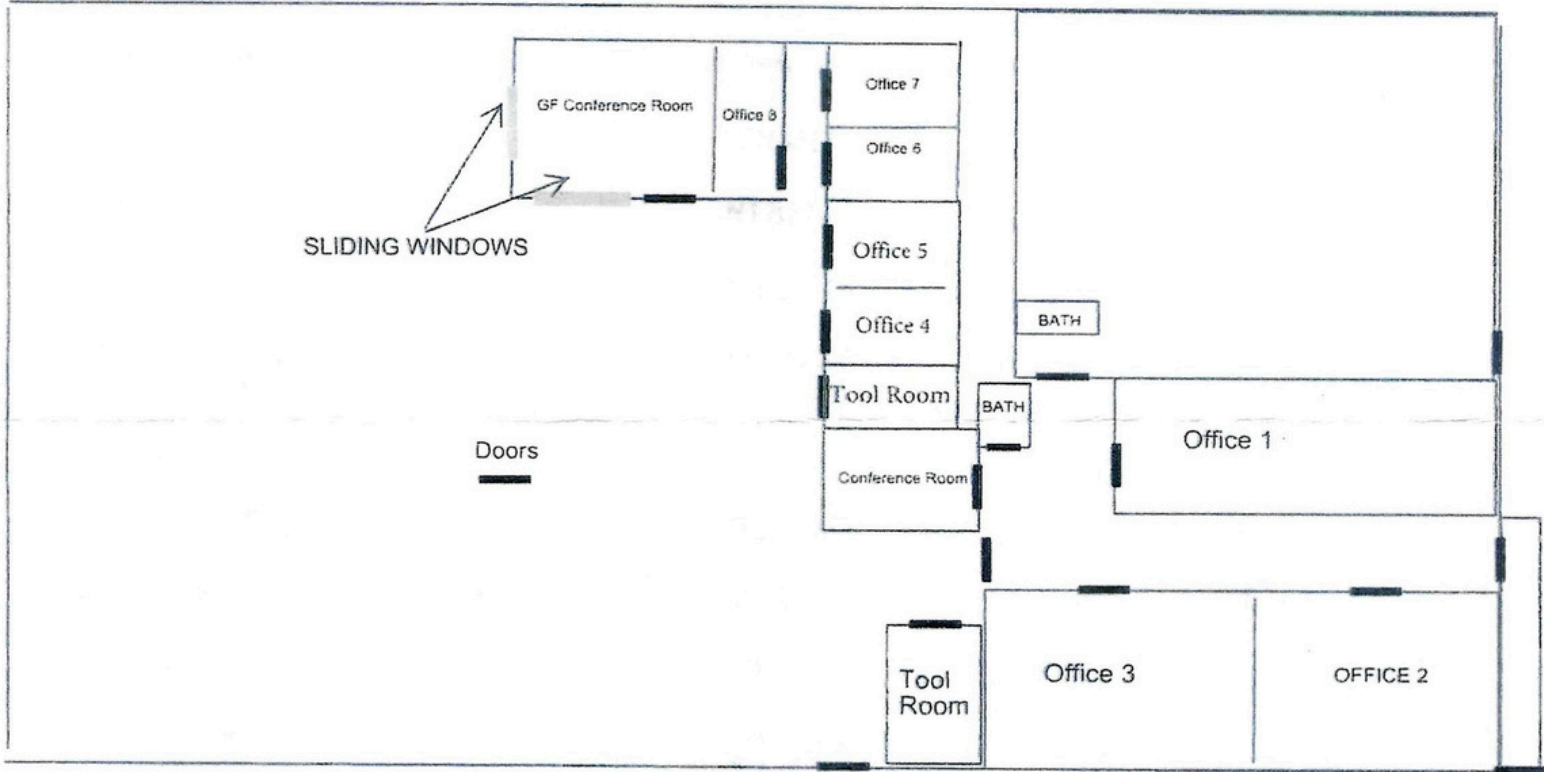 GF Conference Room
Office 8
Office 7
Office 6
SLIDING WINDOWS
Office 5
Office 4
BATH
Tool Room
BATH
Office 1
Doors
Conference Room
Tool
Room
Office 3
OFFICE 2